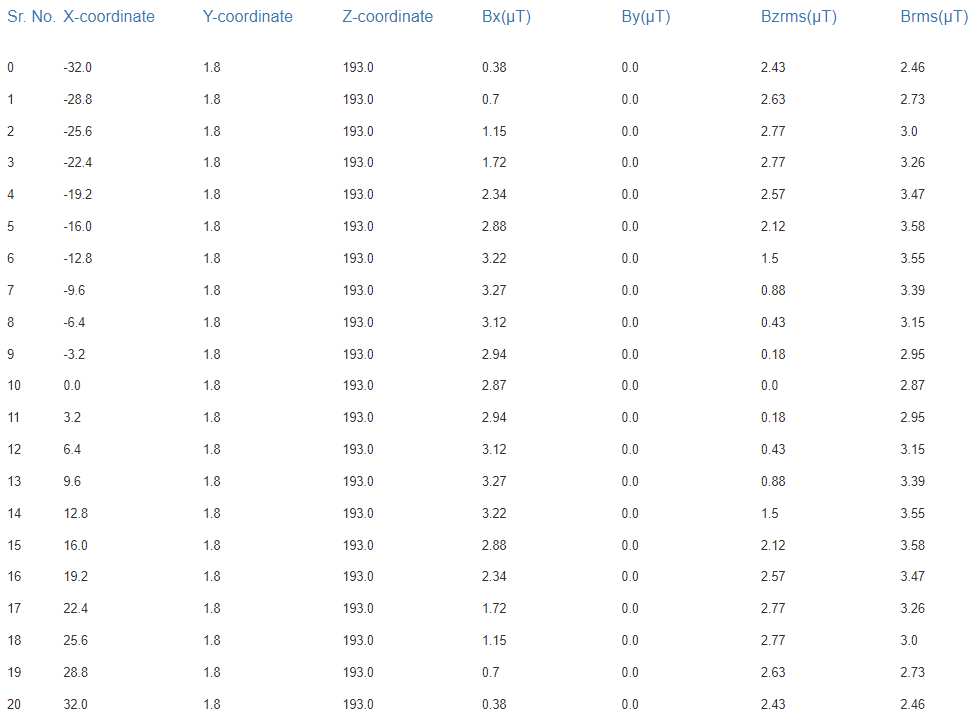 Sr. No. X-coordinate Y-coordinate Z-coordinate Bx(µT) By(µT) Bzrms(µT) Brms(µT)
0 -32.0 1.8 193.0 0.38 0.0 2.43 2.46
1 -28.8 1.8 193.0 0.7 0.0 2.63 2.73
2 -25.6 1.8 193.0 1.15 0.0 2.77 3.0
3 -22.4 1.8 193.0 1.72 0.0 2.77 3.26
4 -19.2 1.8 193.0 2.34 0.0 2.57 3.47
5 -16.0 1.8 193.0 2.88 0.0 2.12 3.58
6 -12.8 1.8 193.0 3.22 0.0 1.5 3.55
7 -9.6 1.8 193.0 3.27 0.0 0.88 3.39
8 -6.4 1.8 193.0 3.12 0.0 0.43 3.15
9 -3.2 1.8 193.0 2.94 0.0 0.18 2.95
10 0.0 1.8 193.0 2.87 0.0 0.0 2.87
11 3.2 1.8 193.0 2.94 0.0 0.18 2.95
12 6.4 1.8 193.0 3.12 0.0 0.43 3.15
13 9.6 1.8 193.0 3.27 0.0 0.88 3.39
14 12.8 1.8 193.0 3.22 0.0 1.5 3.55
15 16.0 1.8 193.0 2.88 0.0 2.12 3.58
16 19.2 1.8 193.0 2.34 0.0 2.57 3.47
17 22.4 1.8 193.0 1.72 0.0 2.77 3.26
18 25.6 1.8 193.0 1.15 0.0 2.77 3.0
19 28.8 1.8 193.0 0.7 0.0 2.63 2.73
20 32.0 1.8 193.0 0.38 0.0 2.43 2.46